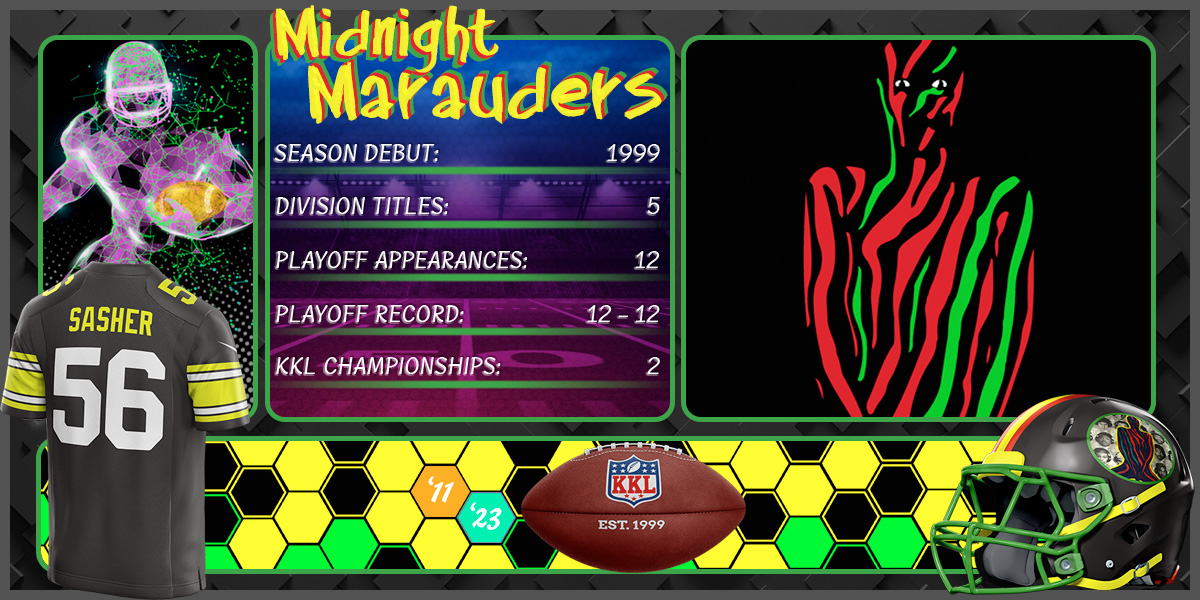 Midnight
Marauders
SEASON DEBUT: 1999
DIVISION TITLES: 5
PLAYOFF APPEARANCES: 12
PLAYOFF RECORD: 12 – 12
KKL CHAMPIONSHIPS: 2
56
SASHER
56
'11
'23
KKL
EST. 1999